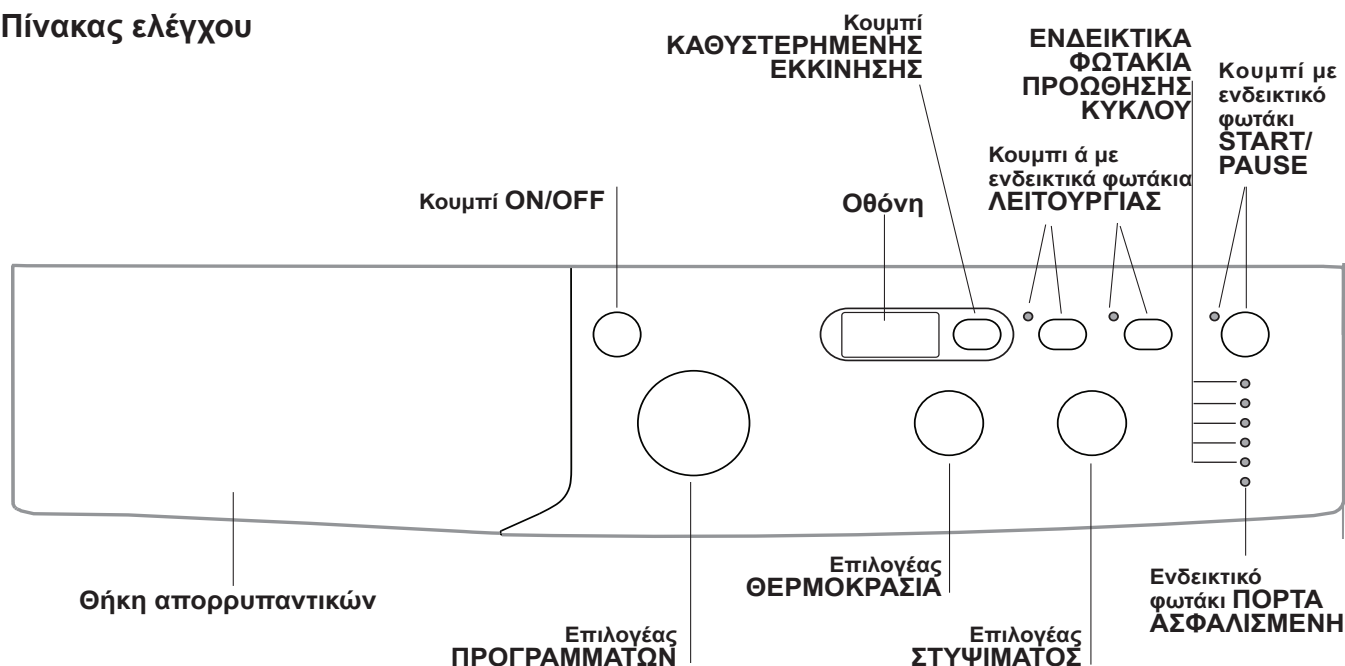 Πίνακας ελέγχου
Κουμπί
ΚΑΘΥΣΤΕΡΗΜΕΝΗΣ
ΕΚΚΙΝΗΣΗΣ
ΕΝΔΕΙΚΤΙΚΑ
ΦΩΤΑΚΙΑ
ΠΡΟΩΘΗΣΗΣ
ΚΥΚΛΟΥ
Κουμπί με
ενδεικτικό
φωτάκι
START/
PAUSE
Κουμπι ά με
ενδεικτικά φωτάκια
ΛΕΙΤΟΥΡΓΙΑΣ
Κουμπί ON/OFF
Οθόνη
Θήκη απορρυπαντικών
Επιλογέας
ΠΡΟΓΡΑΜΜΑΤΩΝ
Επιλογέας
ΘΕΡΜΟΚΡΑΣΙΑ
Επιλογέας
ΣΤΥΨΙΜΑΤΟΣ
Ενδεικτικό
φωτάκι ΠΟΡΤΑ
ΑΣΦΑΛΙΣΜΕΝΗ